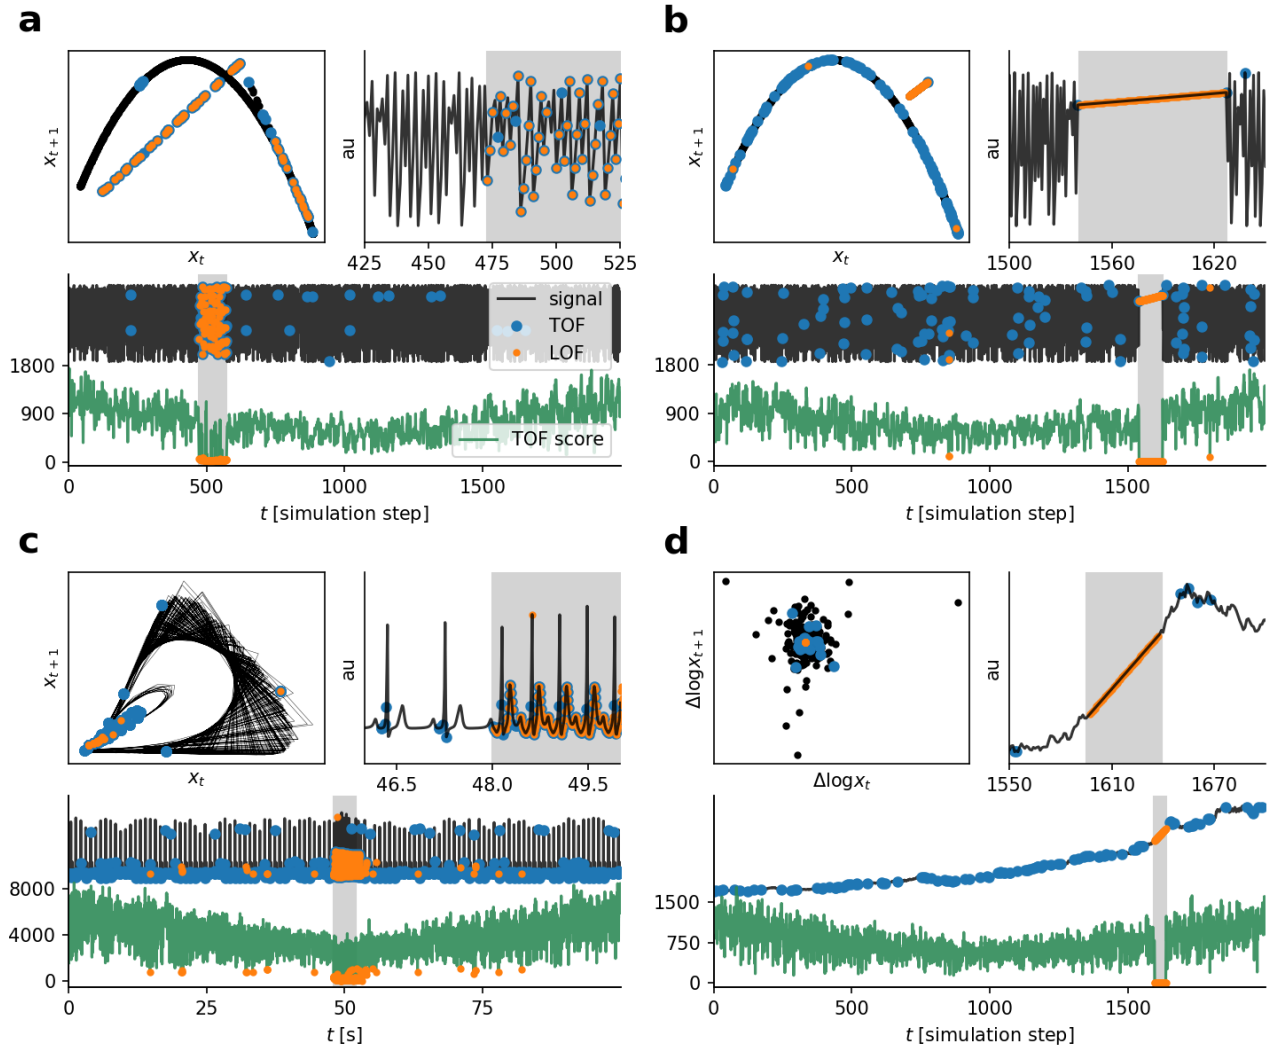 a
x_{t+1}
x_t
au
425 450 475 500 525
1800
900
0
signal
TOF
LOF
TOF score
0 500 1000 1500
t [simulation step]
b
x_{t+1}
x_t
au
1500 1560 1620
1800
900
0
0 500 1000 1500
t [simulation step]
c
x_{t+1}
x_t
au
46.5 48.0 49.5
8000
4000
0
0 25 50 75
t [s]
d
Δlogx_{t+1}
Δlogx_t
au
1550 1610 1670
1500
750
0
0 500 1000 1500
t [simulation step]